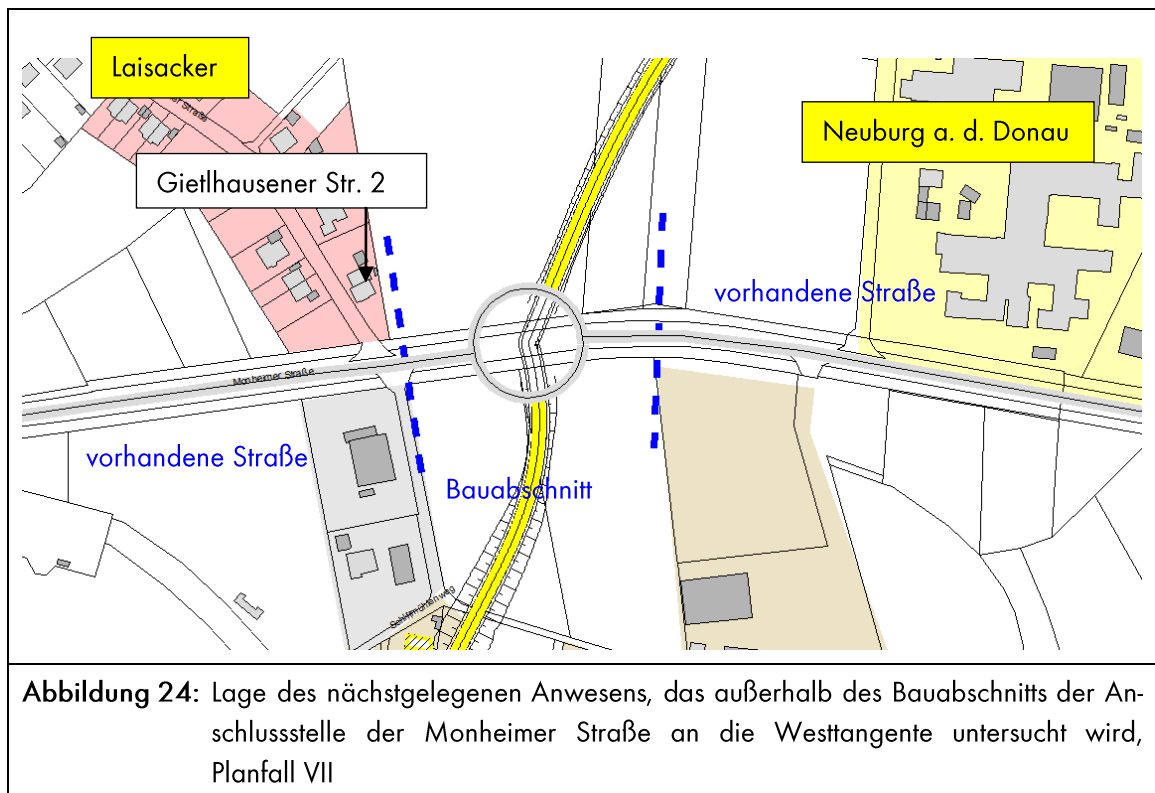 Laisacker
Neuburg a. d. Donau
Gietlhausener Str. 2
vorhandene Straße
Monheimer Straße
vorhandene Straße
Bauabschnitt
Abbildung 24: Lage des nächstgelegenen Anwesens, das außerhalb des Bauabschnitts der An-
schlussstelle der Monheimer Straße an die Westtangente untersucht wird,
Planfall VII